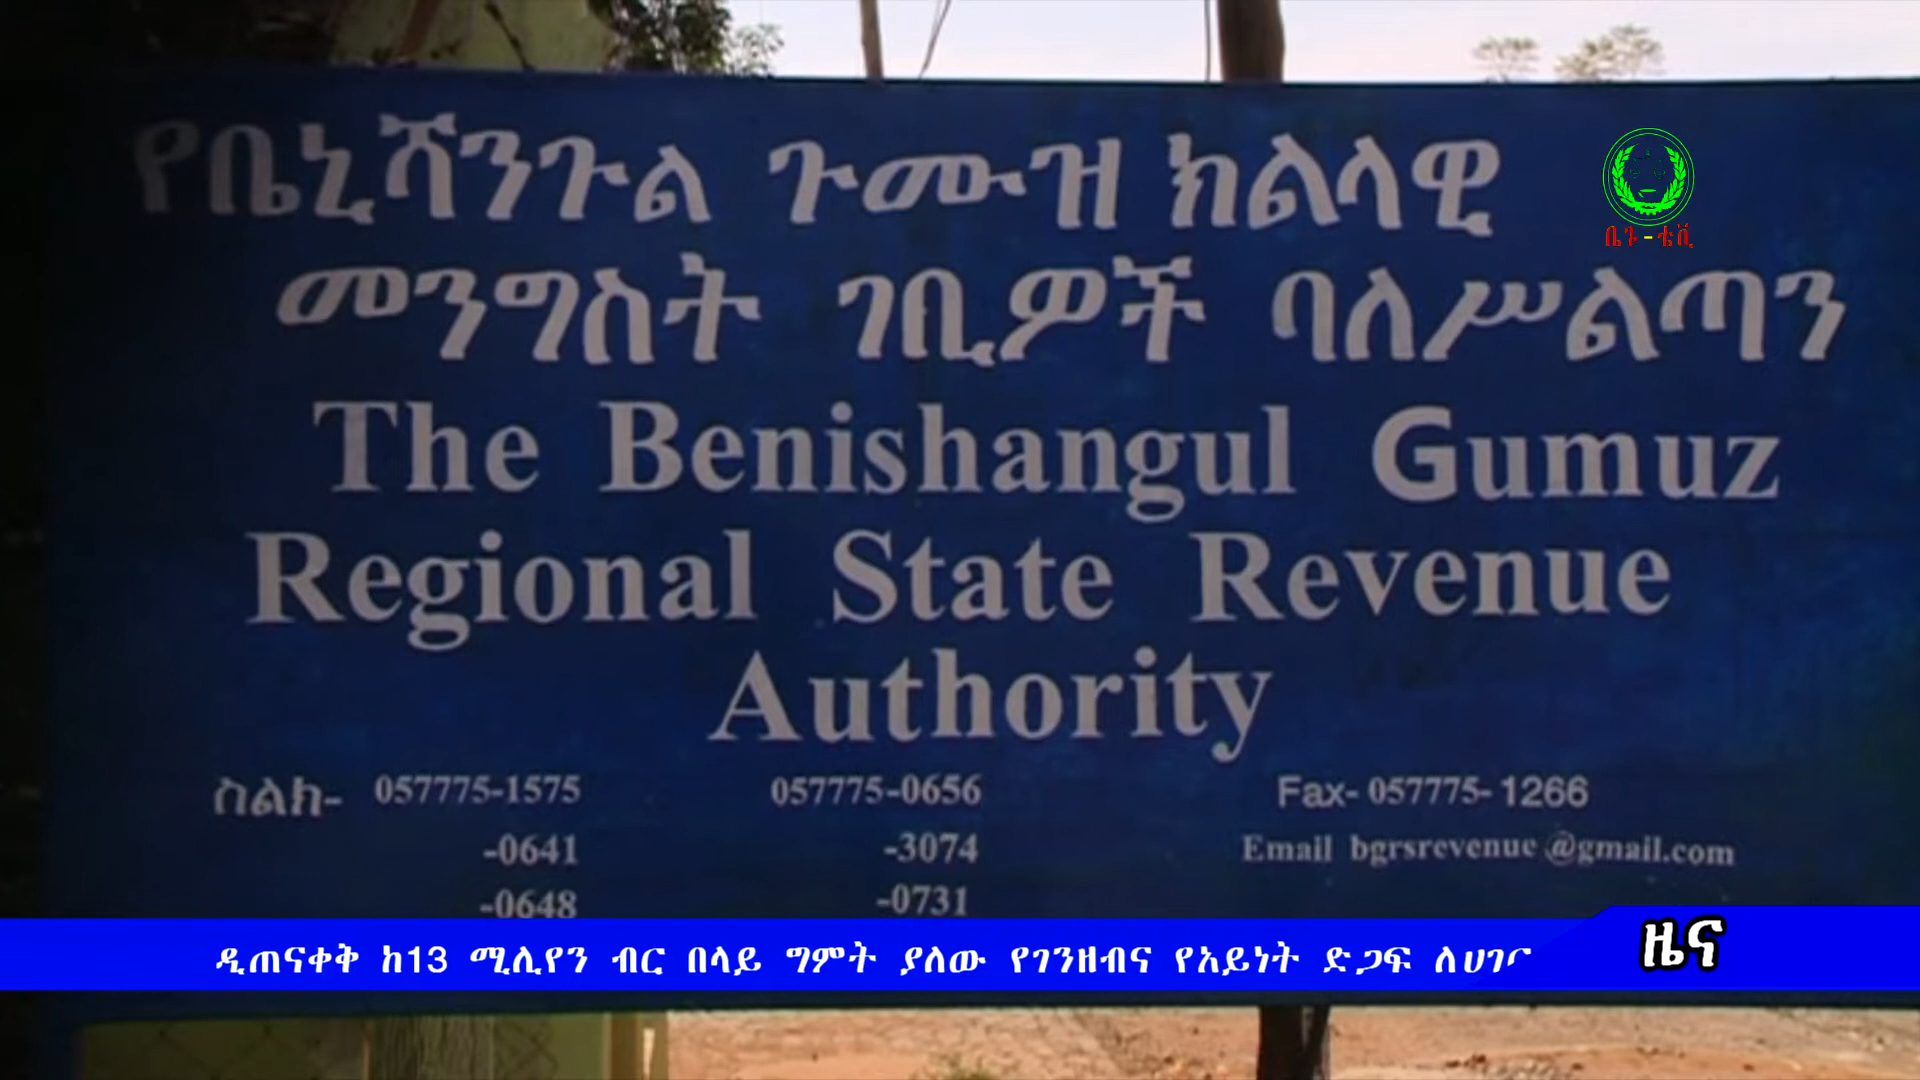 የቤኒሻንጉል ጉሙዝ ክልላዊ
መንግስት ገቢዎች ባለሥልጣን
The Benishangul Gumuz
Regional State Revenue
Authority
ስልክ- 057775-1575 057775-0656 Fax- 057775-1266
-0641 -3074 Email bgrsrevenue@gmail.com
-0648 -0731
ቤጉ-ቴቪ
ዲጠናቀቅ ከ13 ሚሊየን ብር በላይ ግምት ያለው የገንዘብና የአይነት ድጋፍ
ዜና